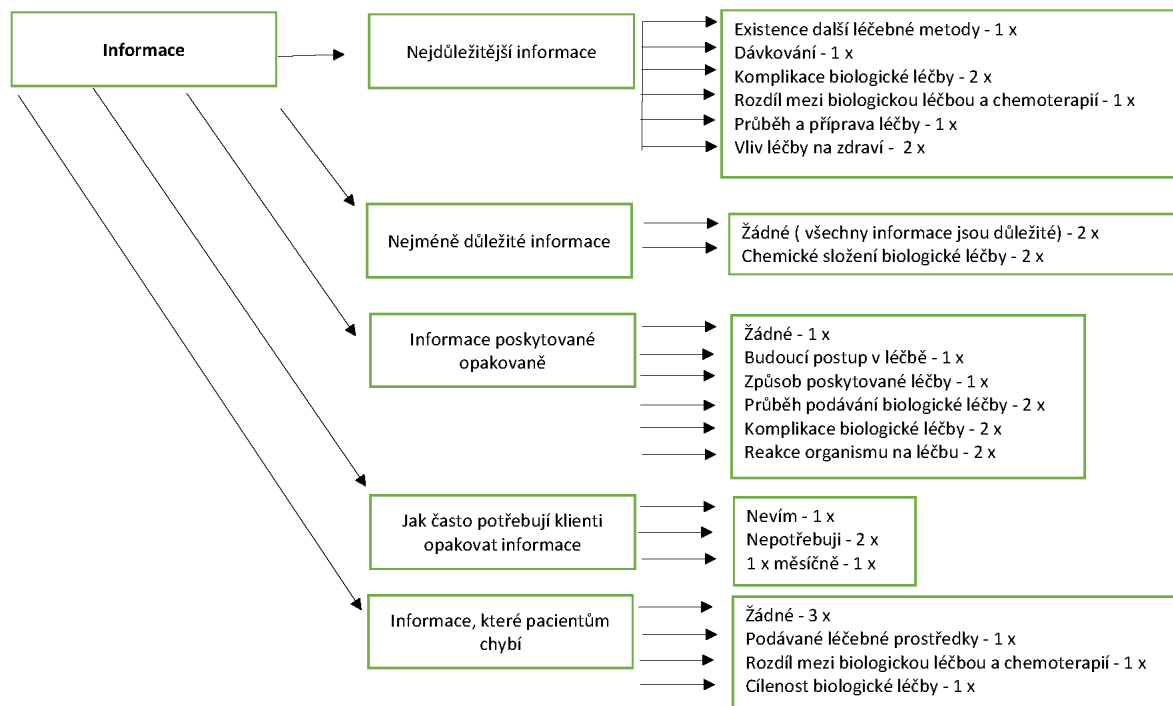 Informace
Nejdůležitější informace
Existence další léčebné metody - 1 x
Dávkování - 1 x
Komplikace biologické léčby - 2 x
Rozdíl mezi biologickou léčbou a chemoterapií - 1 x
Průběh a příprava léčby - 1 x
Vliv léčby na zdraví - 2 x
Nejméně důležité informace
Žádné ( všechny informace jsou důležité) - 2 x
Chemické složení biologické léčby - 2 x
Informace poskytované
opakovaně
Žádné - 1 x
Budoucí postup v léčbě - 1 x
Způsob poskytované léčby - 1 x
Průběh podávání biologické léčby - 2 x
Komplikace biologické léčby - 2 x
Reakce organismu na léčbu - 2 x
Jak často potřebují klienti
opakovat informace
Nevím - 1 x
Nepotřebuji - 2 x
1 x měsíčně - 1 x
Informace, které pacientům
chybí
Žádné - 3 x
Podávané léčebné prostředky - 1 x
Rozdíl mezi biologickou léčbou a chemoterapií - 1 x
Cílenost biologické léčby - 1 x